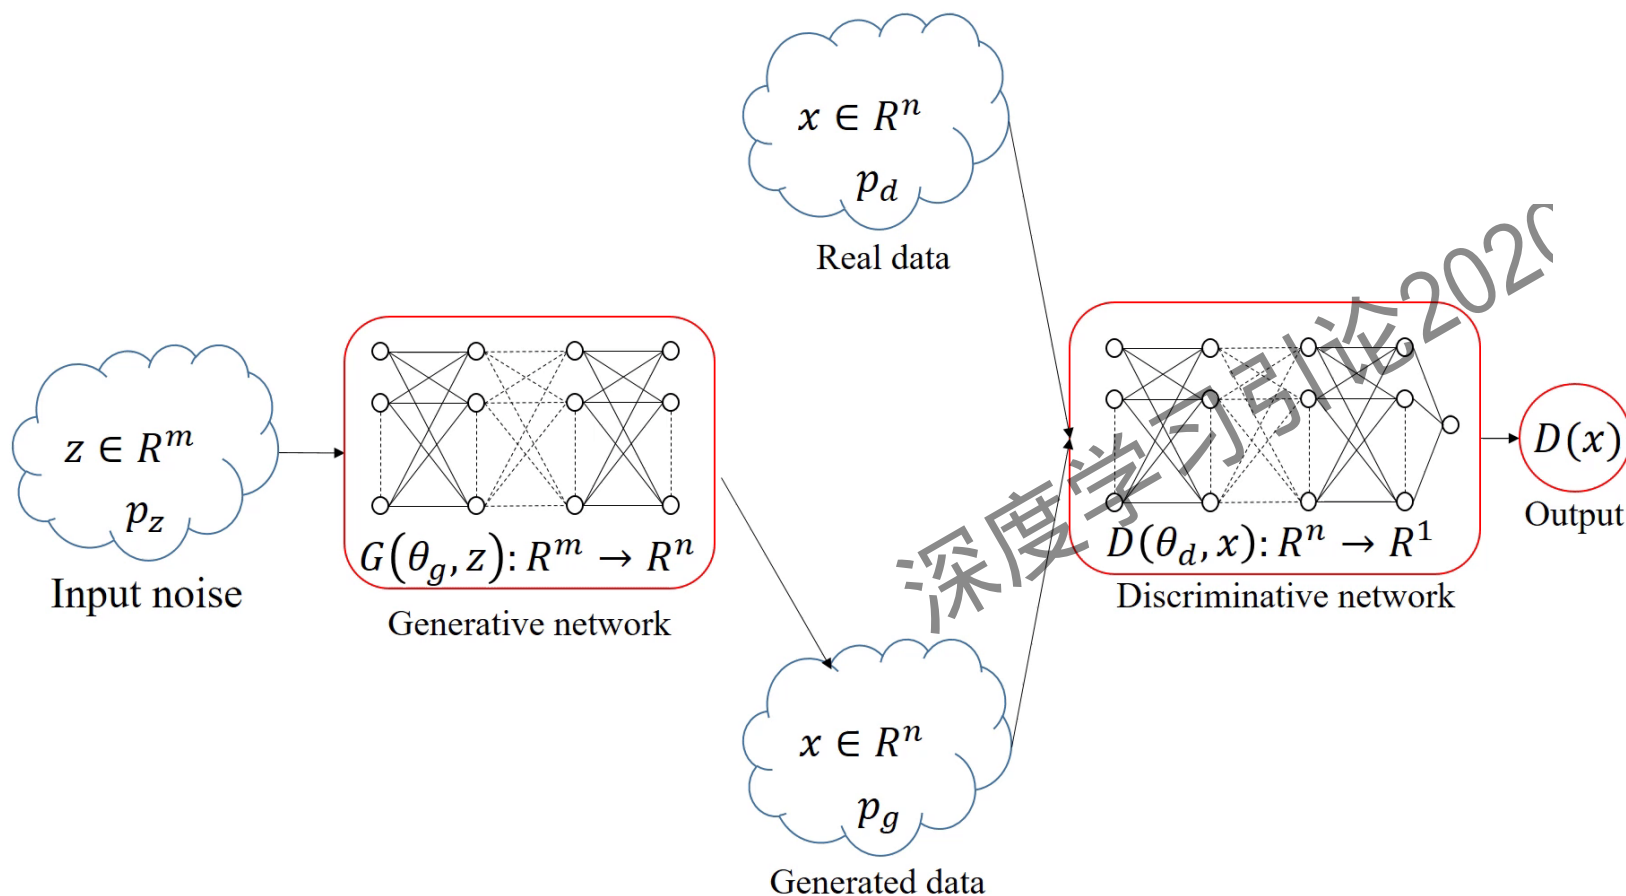 x ∈ Rⁿ
p_d
Real data
z ∈ Rᵐ
p_z
Input noise
G(θ_g, z): Rᵐ → Rⁿ
Generative network
D(θ_d, x): Rⁿ → R¹
Discriminative network
D(x)
Output
x ∈ Rⁿ
p_g
Generated data
深度学习引论2020